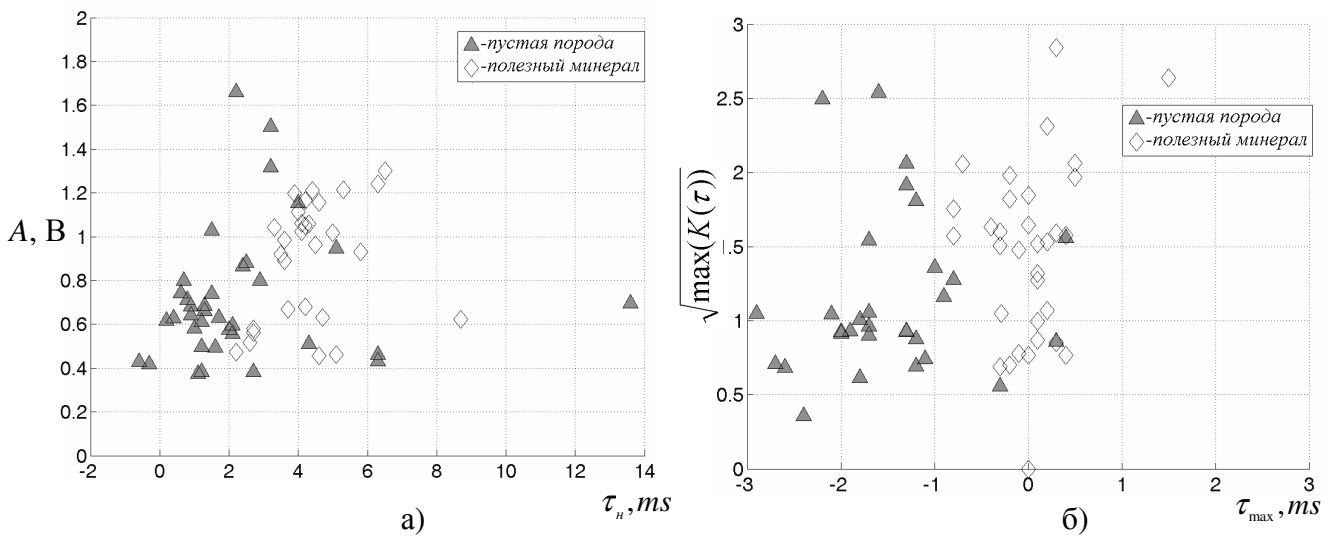 2
1.8
1.6
1.4
1.2
1
0.8
0.6
0.4
0.2
0
A, В
-пустая порода
-полезный минерал
-2 0 2 4 6 8 10 12 14
τн, ms
а)
3
2.5
2
1.5
1
0.5
0
√max(K(τ))
-пустая порода
-полезный минерал
-3 -2 -1 0 1 2 3
τmax, ms
б)